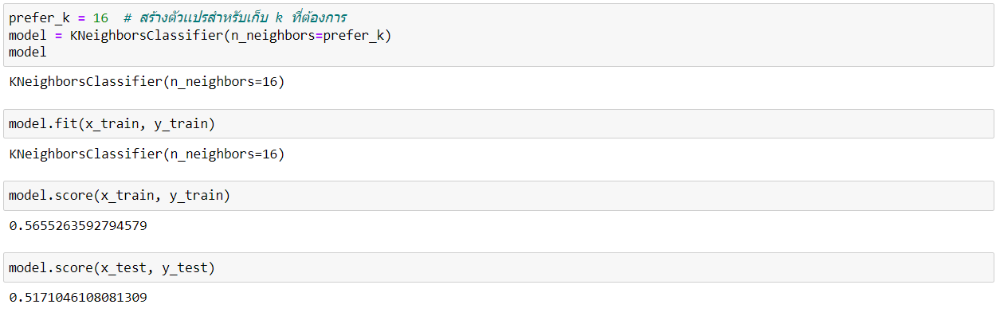 prefer_k = 16  # สร้างตัวแปรสำหรับเก็บ k ที่ต้องการ
model = KNeighborsClassifier(n_neighbors=prefer_k)
model
KNeighborsClassifier(n_neighbors=16)
model.fit(x_train, y_train)
KNeighborsClassifier(n_neighbors=16)
model.score(x_train, y_train)
0.5655263592794579
model.score(x_test, y_test)
0.5171046108081309